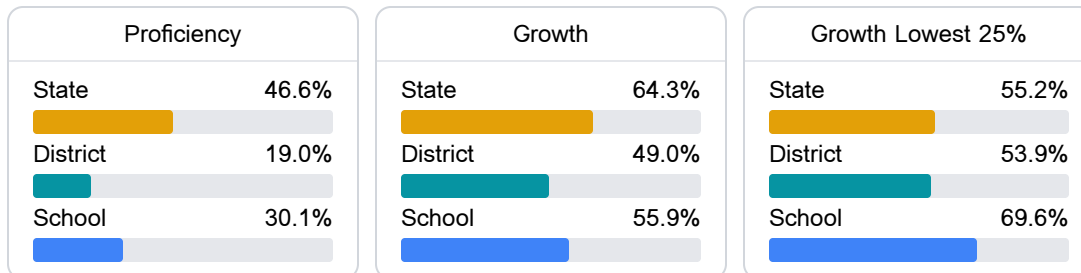 Proficiency
State 46.6%
District 19.0%
School 30.1%
Growth
State 64.3%
District 49.0%
School 55.9%
Growth Lowest 25%
State 55.2%
District 53.9%
School 69.6%